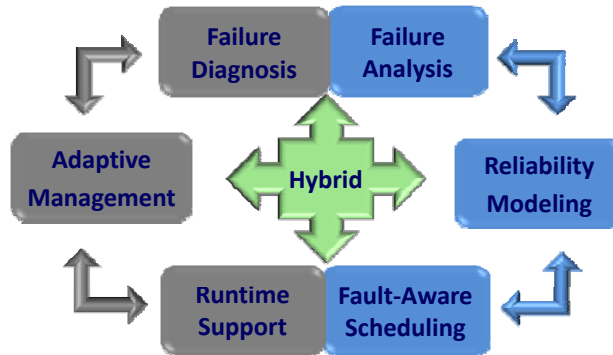 Failure
Diagnosis
Failure
Analysis
Adaptive
Management
Hybrid
Reliability
Modeling
Runtime
Support
Fault-Aware
Scheduling